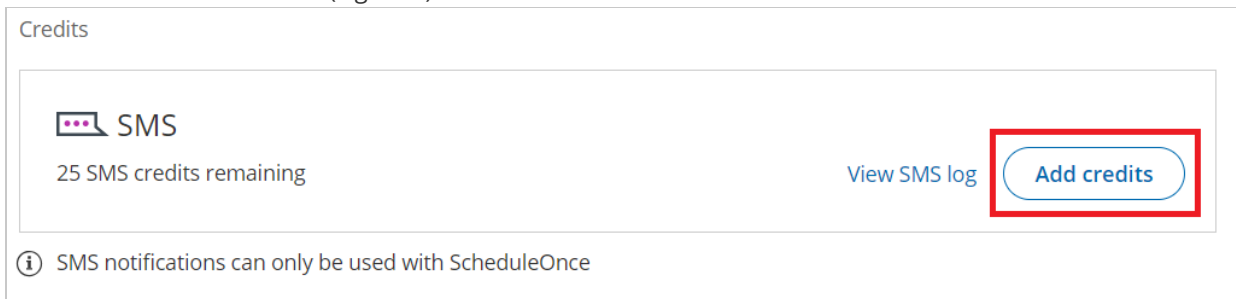 Credits
SMS
25 SMS credits remaining
View SMS log
Add credits
SMS notifications can only be used with ScheduleOnce